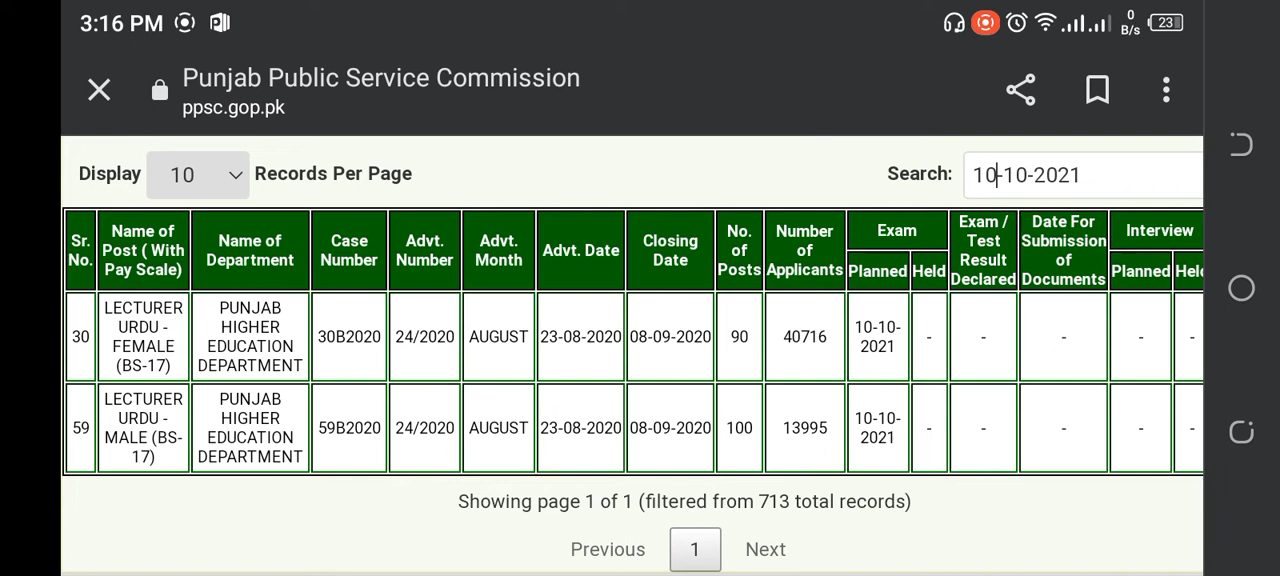 3:16 PM
0
B/s
23
Punjab Public Service Commission
ppsc.gop.pk
Display 10 Records Per Page
Search: 10-10-2021
Sr. No.
Name of Post ( With Pay Scale)
Name of Department
Case Number
Advt. Number
Advt. Month
Advt. Date
Closing Date
No. of Posts
Number of Applicants
Exam
Planned Held
Exam / Test Result Declared
Date For Submission of Documents
Interview
Planned Held
30
LECTURER
URDU -
FEMALE
(BS-17)
PUNJAB
HIGHER
EDUCATION
DEPARTMENT
30B2020 24/2020 AUGUST 23-08-2020 08-09-2020 90 40716
10-10-
2021
- - - - -
59
LECTURER
URDU -
MALE (BS-
17)
PUNJAB
HIGHER
EDUCATION
DEPARTMENT
59B2020 24/2020 AUGUST 23-08-2020 08-09-2020 100 13995
10-10-
2021
- - - - -
Showing page 1 of 1 (filtered from 713 total records)
Previous 1 Next